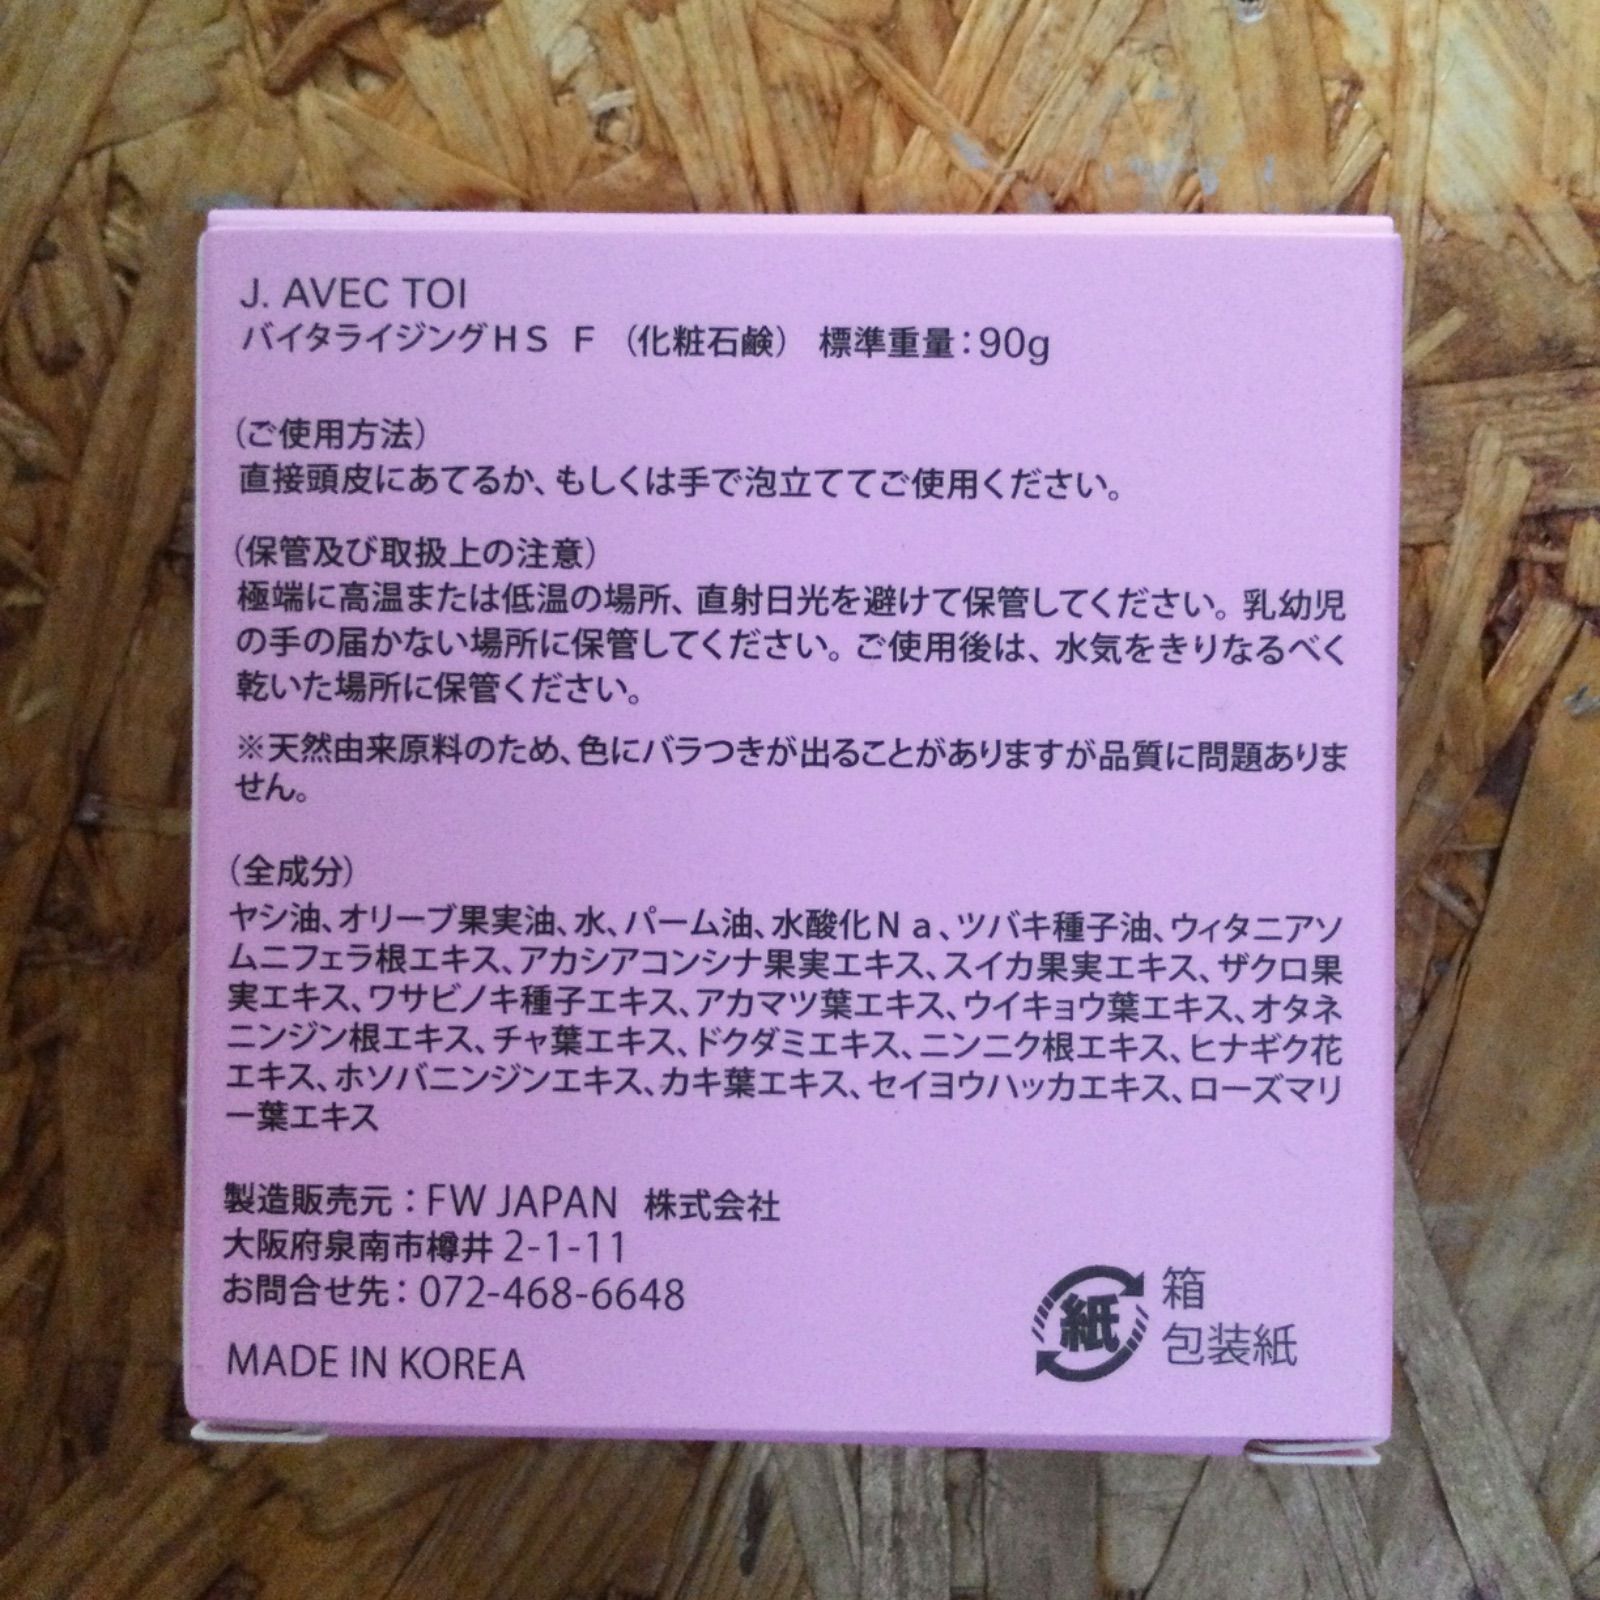 J. AVEC TOI
バイタライジングＨＳ Ｆ （化粧石鹸） 標準重量：90g
（ご使用方法）
直接頭皮にあてるか、もしくは手で泡立ててご使用ください。
（保管及び取扱上の注意）
極端に高温または低温の場所、直射日光を避けて保管してください。乳幼児
の手の届かない場所に保管してください。ご使用後は、水気をきりなるべく
乾いた場所に保管ください。
※天然由来原料のため、色にバラつきが出ることがありますが品質に問題ありま
せん。
（全成分）
ヤシ油、オリーブ果実油、水、パーム油、水酸化Ｎａ、ツバキ種子油、ウィタニアソ
ムニフェラ根エキス、アカシアコンシナ果実エキス、スイカ果実エキス、ザクロ果
実エキス、ワサビノキ種子エキス、アカマツ葉エキス、ウイキョウ葉エキス、オタネ
ニンジン根エキス、チャ葉エキス、ドクダミエキス、ニンニク根エキス、ヒナギク花
エキス、ホソバニンジンエキス、カキ葉エキス、セイヨウハッカエキス、ローズマリ
ー葉エキス
製造販売元：FW JAPAN 株式会社
大阪府泉南市樽井 2-1-11
お問合せ先：072-468-6648
MADE IN KOREA
紙
箱
包装紙